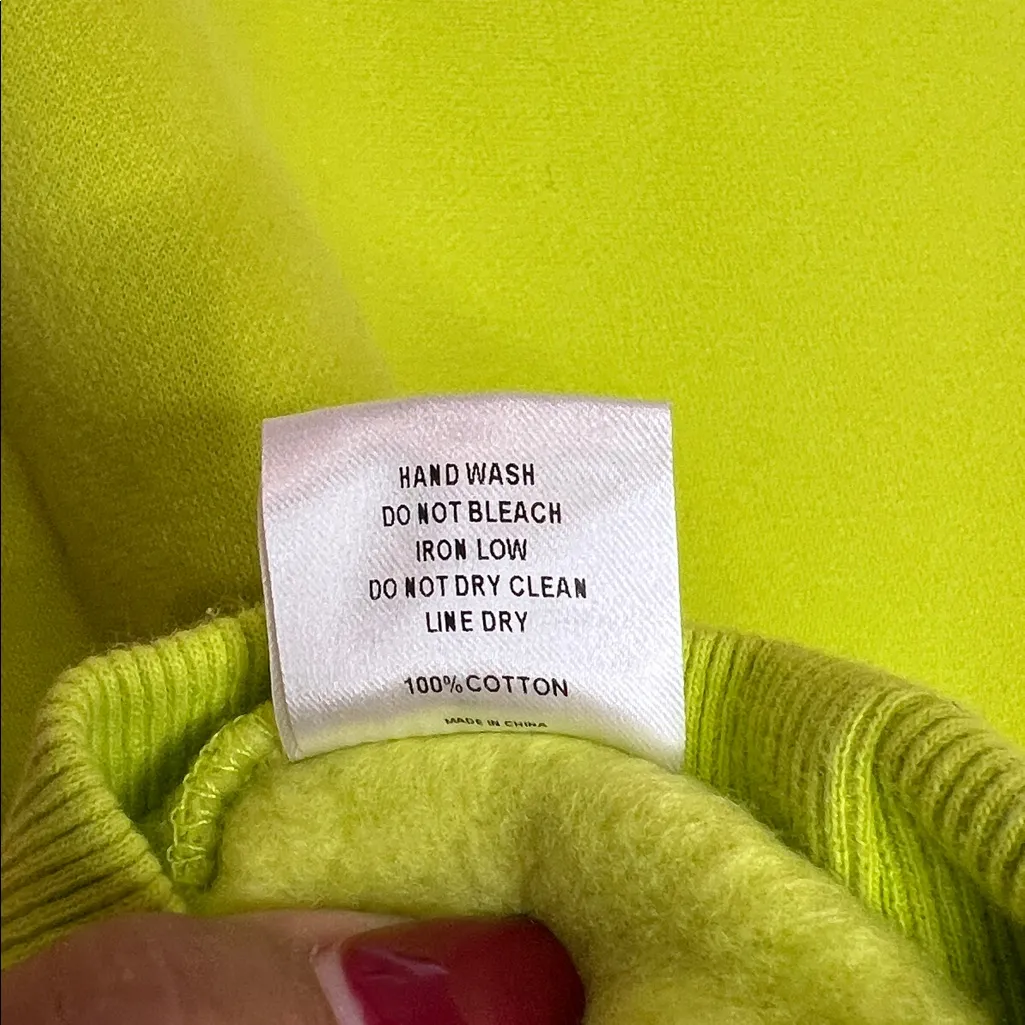 HAND WASH
DO NOT BLEACH
IRON LOW
DO NOT DRY CLEAN
LINE DRY
100% COTTON
MADE IN CHINA